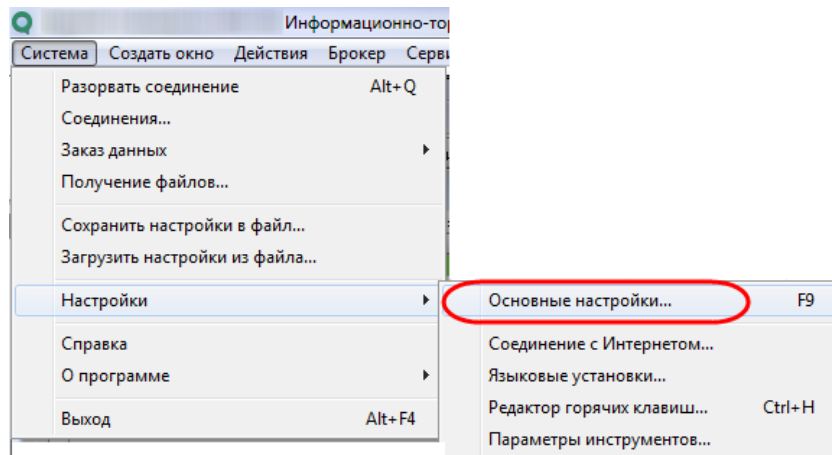 Информационно-то
Система Создать окно Действия Брокер Серви
Разорвать соединение Alt+Q
Соединения...
Заказ данных
Получение файлов...
Сохранить настройки в файл...
Загрузить настройки из файла...
Настройки
Основные настройки... F9
Справка
Соединение с Интернетом...
О программе
Языковые установки...
Редактор горячих клавиш... Ctrl+H
Выход Alt+F4
Параметры инструментов...